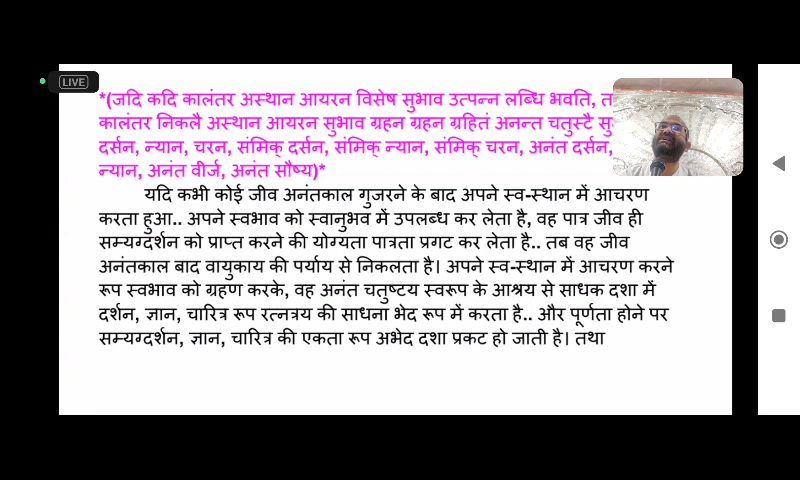 LIVE
*(जदि कदि कालंतर अस्थान आयरन विसेष सुभाव उत्पन्न लब्धि भवति,
कालंतर निकलै अस्थान आयरन सुभाव ग्रहन ग्रहन ग्रहितं अनन्त चतुस्टै
दर्सन, न्यान, चरन, संमिक् दर्सन, संमिक् न्यान, संमिक् चरन, अनंत दर्सन,
न्यान, अनंत वीर्ज, अनंत सौष्य)*
यदि कभी कोई जीव अनंतकाल गुजरने के बाद अपने स्व-स्थान में आचरण
करता हुआ.. अपने स्वभाव को स्वानुभव में उपलब्ध कर लेता है, वह पात्र जीव ही
सम्यग्दर्शन को प्राप्त करने की योग्यता पात्रता प्रगट कर लेता है.. तब वह जीव
अनंतकाल बाद वायुकाय की पर्याय से निकलता है। अपने स्व-स्थान में आचरण करने
रूप स्वभाव को ग्रहण करके, वह अनंत चतुष्टय स्वरूप के आश्रय से साधक दशा में
दर्शन, ज्ञान, चारित्र रूप रत्नत्रय की साधना भेद रूप में करता है.. और पूर्णता होने पर
सम्यग्दर्शन, ज्ञान, चारित्र की एकता रूप अभेद दशा प्रकट हो जाती है। तथा